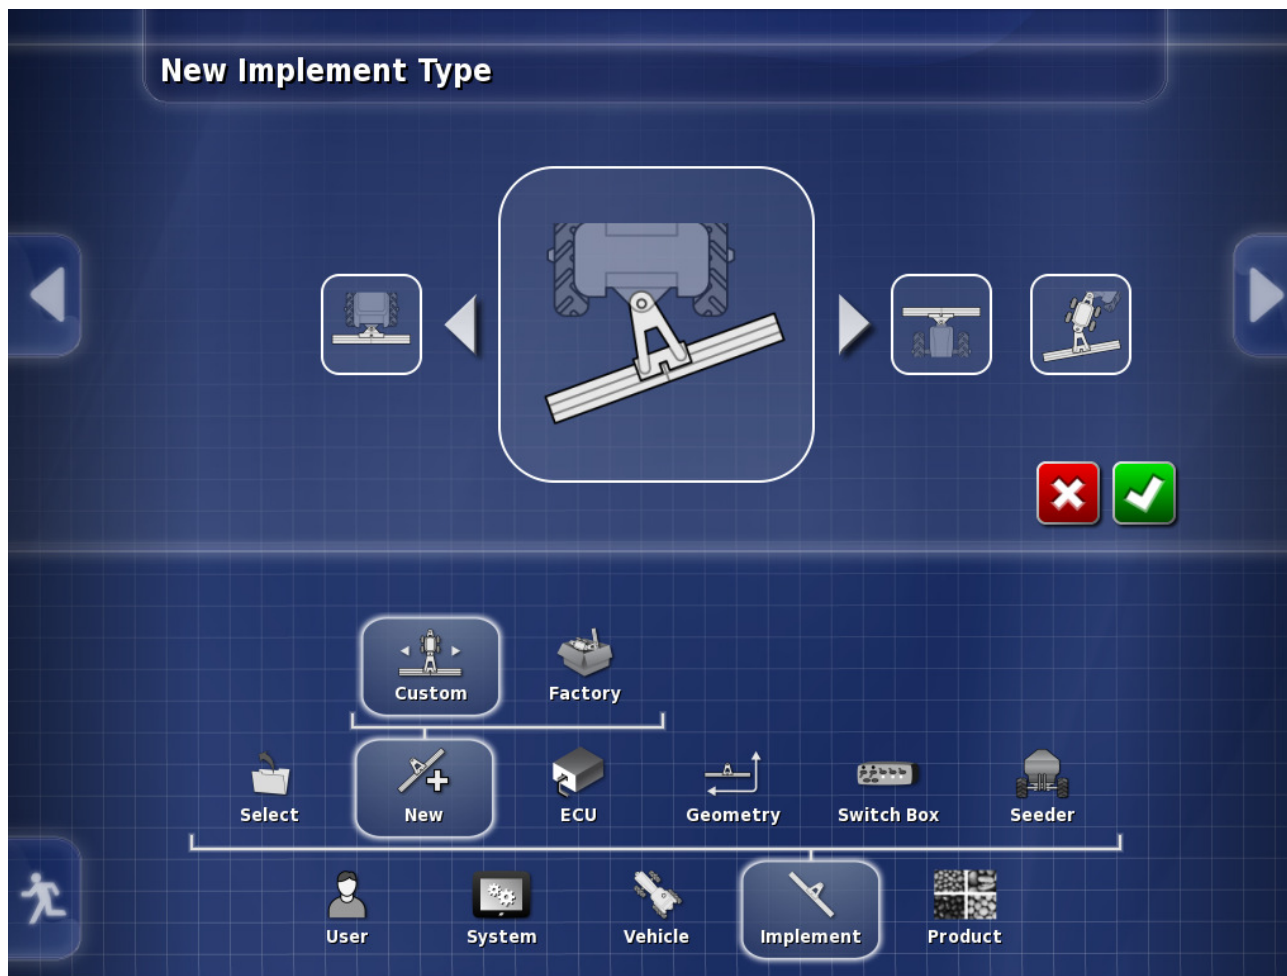 New Implement Type
Custom
Factory
Select
New
ECU
Geometry
Switch Box
Seeder
User
System
Vehicle
Implement
Product